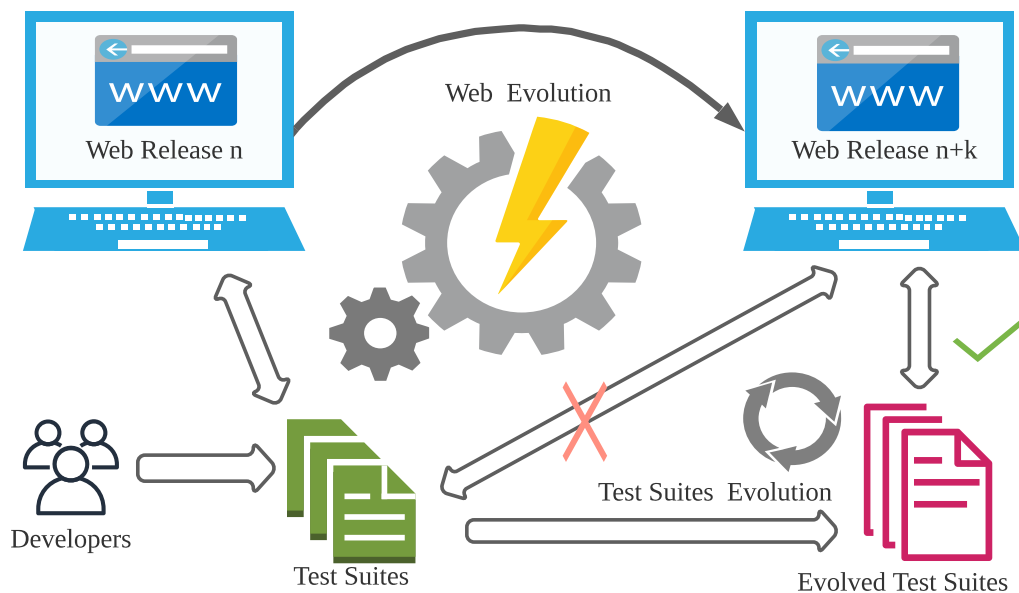 www
www
Web Evolution
Web Release n
Web Release n+k
Test Suites Evolution
Developers
Test Suites
Evolved Test Suites